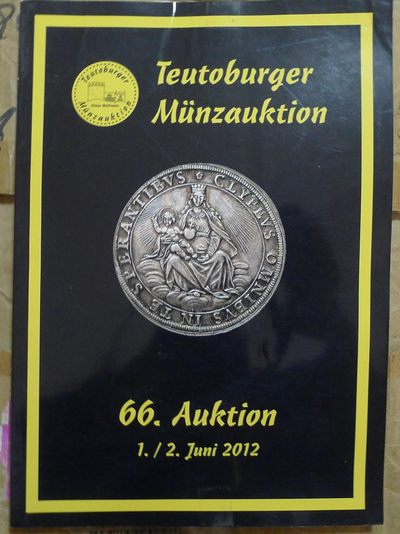 Teutoburger
Münzauktion
Teutoburger
Münzauktion
CLYPEVS OMNIBVS IN TE SPERANTIBVS
66. Auktion
1. / 2. Juni 2012